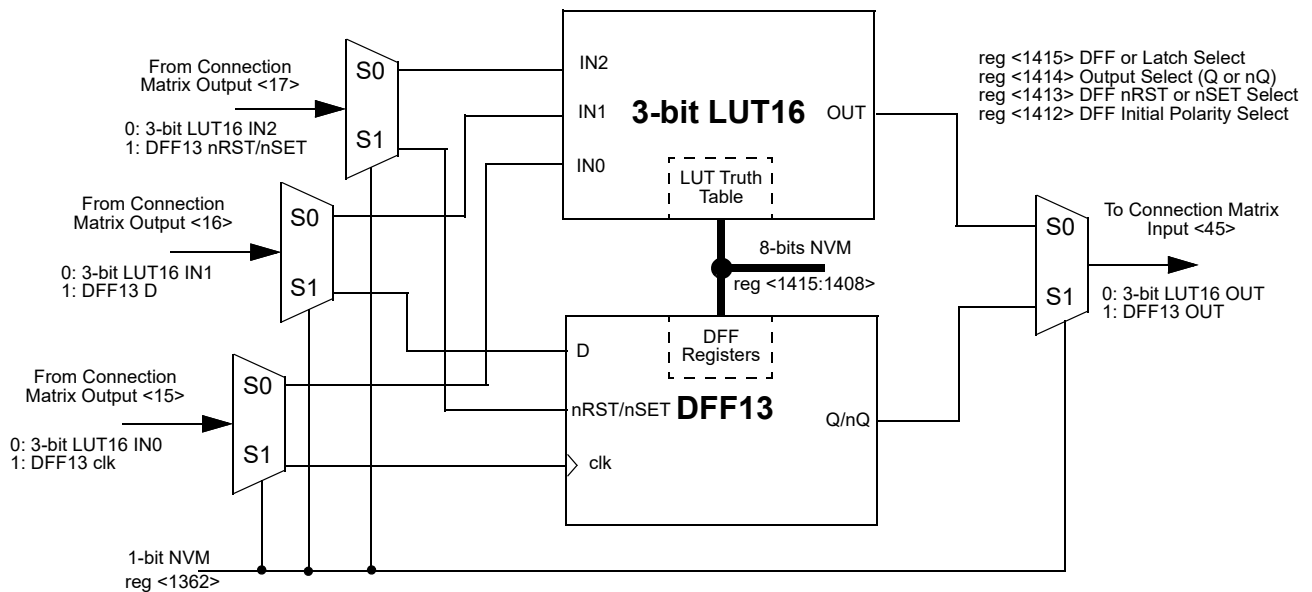 From Connection
Matrix Output <17>
0: 3-bit LUT16 IN2
1: DFF13 nRST/nSET
S0
S1
From Connection
Matrix Output <16>
0: 3-bit LUT16 IN1
1: DFF13 D
S0
S1
From Connection
Matrix Output <15>
0: 3-bit LUT16 IN0
1: DFF13 clk
S0
S1
1-bit NVM
reg <1362>
IN2
IN1
IN0
3-bit LUT16
OUT
LUT Truth
Table
8-bits NVM
reg <1415:1408>
DFF
Registers
D
nRST/nSET
clk
DFF13
Q/nQ
reg <1415> DFF or Latch Select
reg <1414> Output Select (Q or nQ)
reg <1413> DFF nRST or nSET Select
reg <1412> DFF Initial Polarity Select
S0
S1
To Connection Matrix
Input <45>
0: 3-bit LUT16 OUT
1: DFF13 OUT